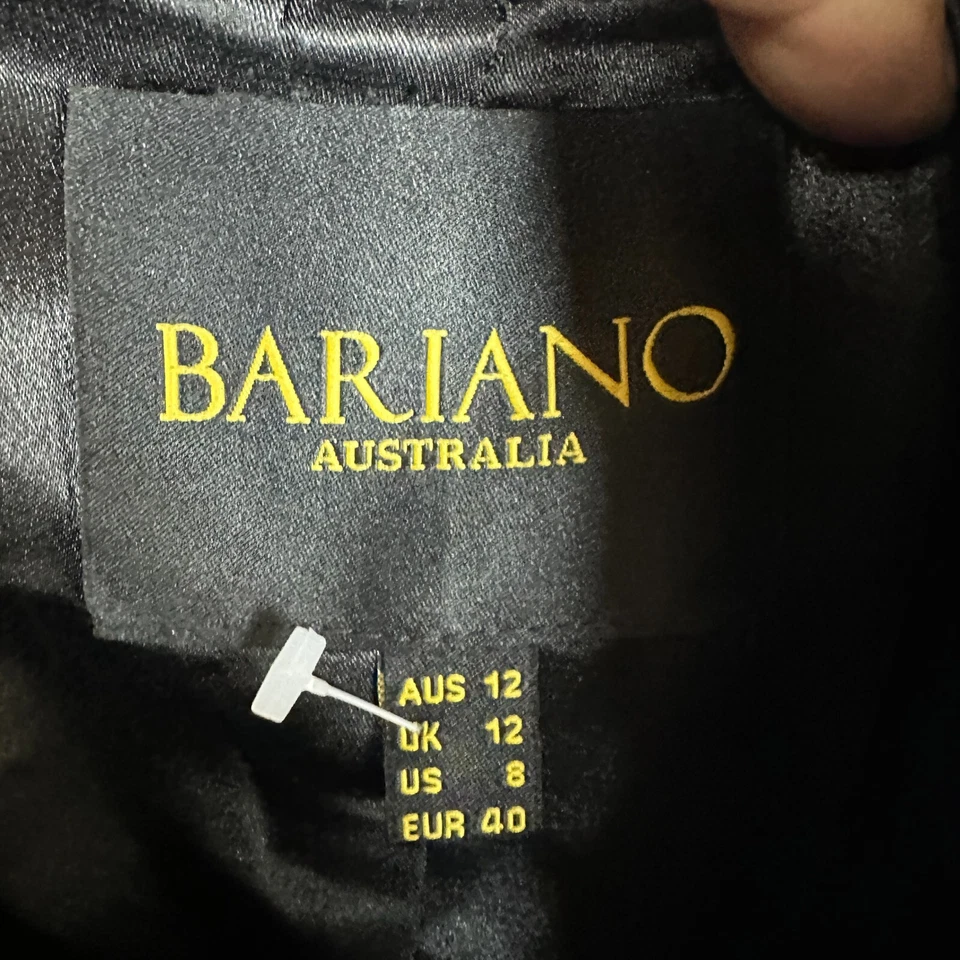 BARIANO
AUSTRALIA
AUS 12
UK 12
US 8
EUR 40